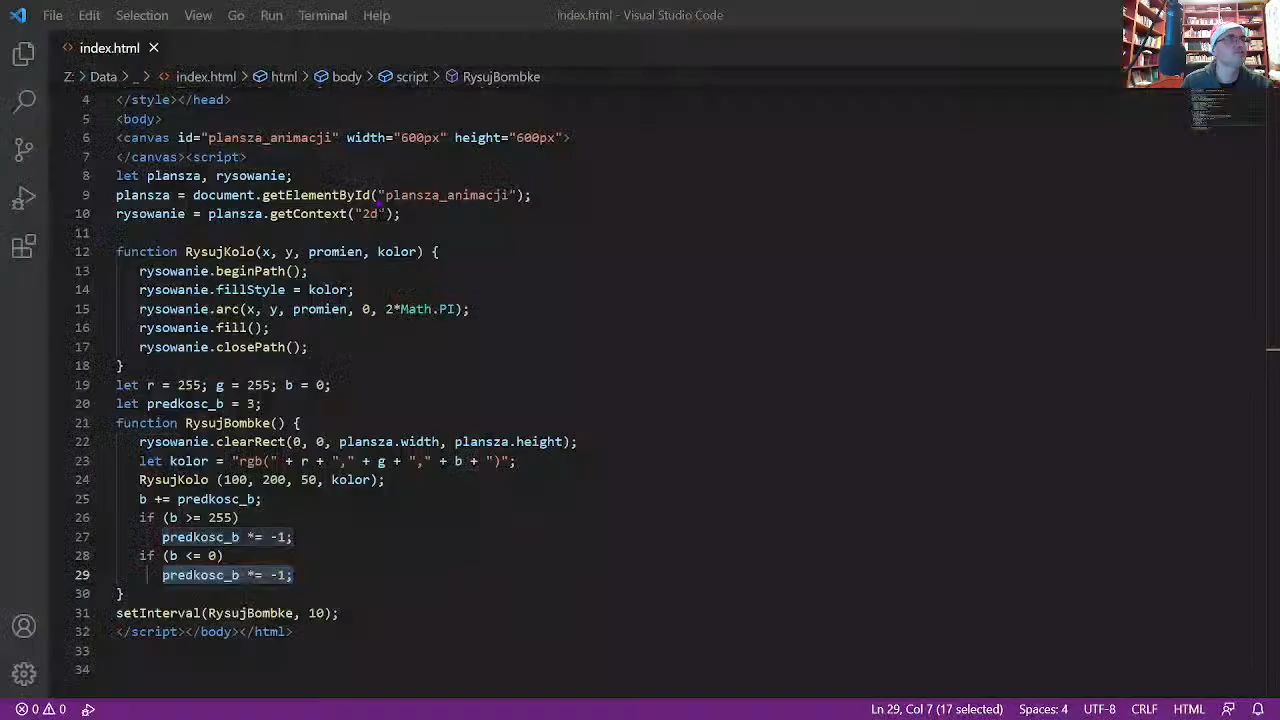 File Edit Selection View Go Run Terminal Help index.html - Visual Studio Code
index.html
Z: > Data > _ > index.html > html > body > script > RysujBombke
4 </style></head>
5 <body>
6 <canvas id="plansza_animacji" width="600px" height="600px">
7 </canvas><script>
8 let plansza, rysowanie;
9 plansza = document.getElementById("plansza_animacji");
10 rysowanie = plansza.getContext("2d");
11
12 function RysujKolo(x, y, promien, kolor) {
13 rysowanie.beginPath();
14 rysowanie.fillStyle = kolor;
15 rysowanie.arc(x, y, promien, 0, 2*Math.PI);
16 rysowanie.fill();
17 rysowanie.closePath();
18 }
19 let r = 255; g = 255; b = 0;
20 let predkosc_b = 3;
21 function RysujBombke() {
22 rysowanie.clearRect(0, 0, plansza.width, plansza.height);
23 let kolor = "rgb(" + r + "," + g + "," + b + ")";
24 RysujKolo (100, 200, 50, kolor);
25 b += predkosc_b;
26 if (b >= 255)
27 predkosc_b *= -1;
28 if (b <= 0)
29 predkosc_b *= -1;
30 }
31 setInterval(RysujBombke, 10);
32 </script></body></html>
33
34
0 0 Ln 29, Col 7 (17 selected) Spaces: 4 UTF-8 CRLF HTML